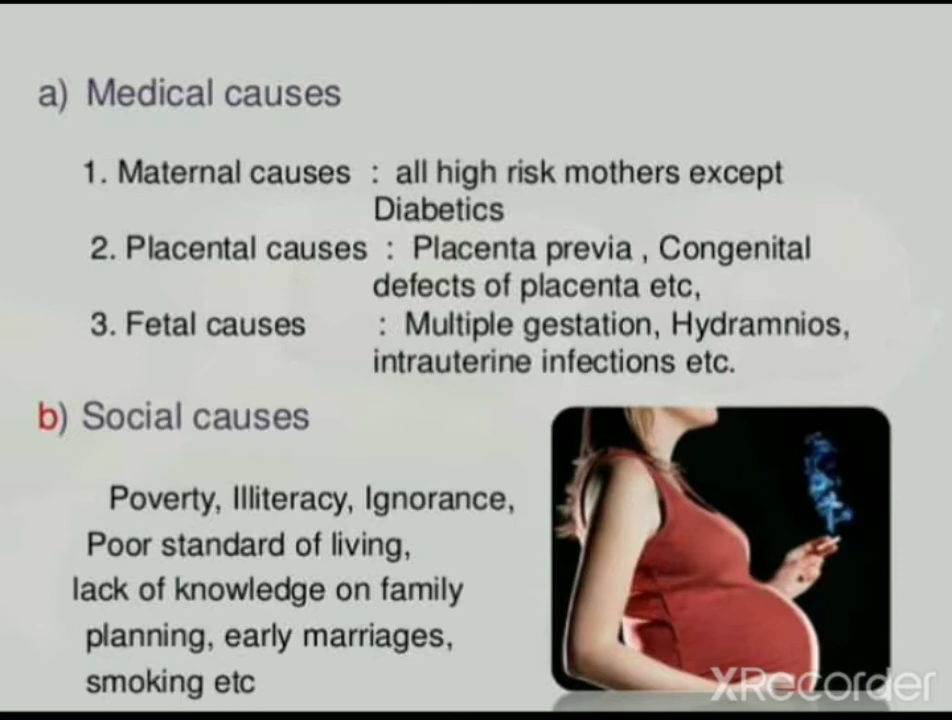 a) Medical causes
1. Maternal causes : all high risk mothers except
Diabetics
2. Placental causes : Placenta previa , Congenital
defects of placenta etc,
3. Fetal causes : Multiple gestation, Hydramnios,
intrauterine infections etc.
b) Social causes
Poverty, Illiteracy, Ignorance,
Poor standard of living,
lack of knowledge on family
planning, early marriages,
smoking etc
XRecorder